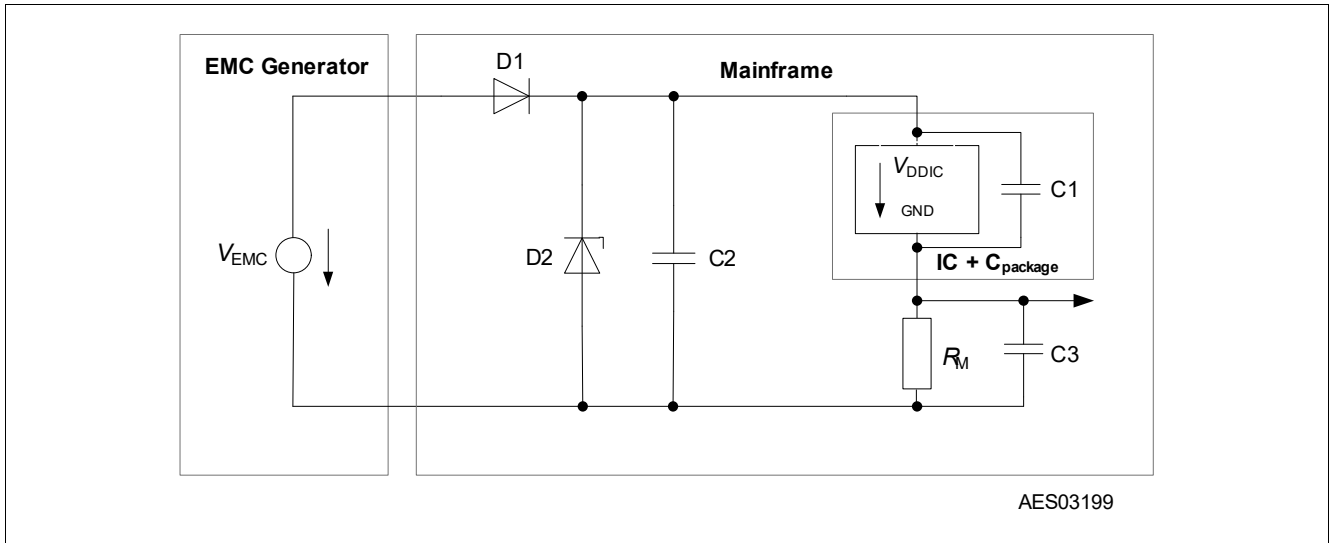 EMC Generator
D1
Mainframe
V_DDIC
GND
C1
V_EMC
D2
C2
IC + C_package
R_M
C3
AES03199